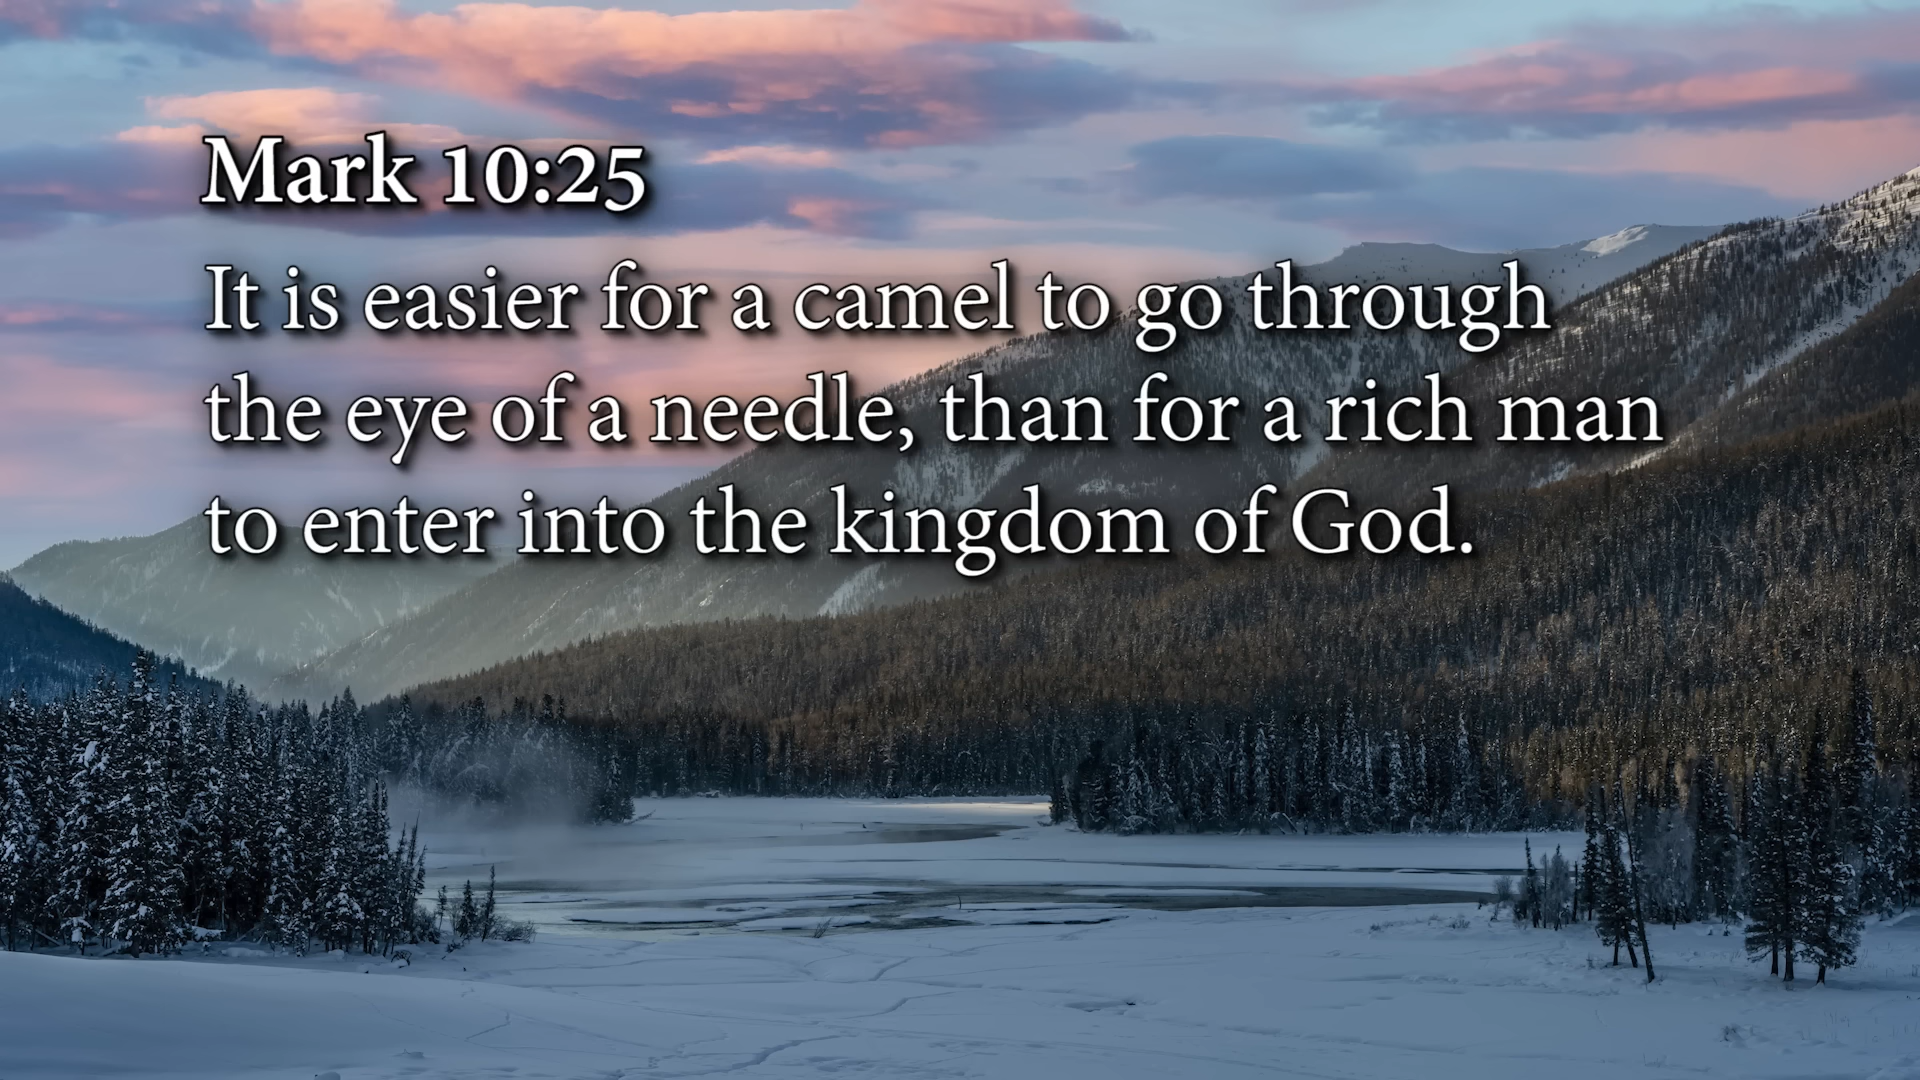 Mark 10:25
It is easier for a camel to go through
the eye of a needle, than for a rich man
to enter into the kingdom of God.